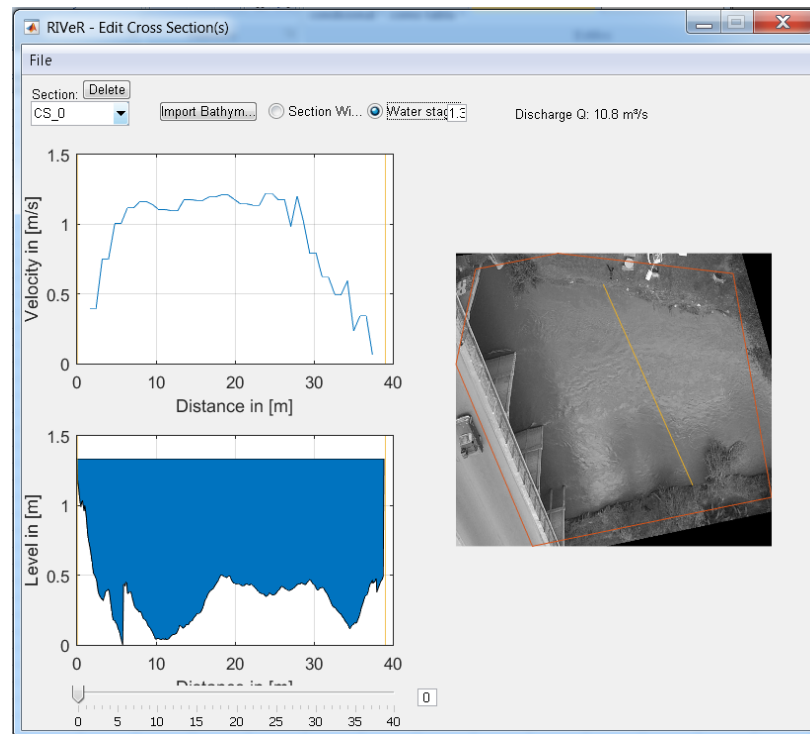 RIVeR - Edit Cross Section(s)
File
Section: Delete
CS_0 Import Bathym... Section Wi... Water stag 1.3 Discharge Q: 10.8 m³/s
1.5
1
0.5
0
Velocity in [m/s]
0 10 20 30 40
Distance in [m]
1.5
1
0.5
0
Level in [m]
0 10 20 30 40
Distance in [m]
0
0 5 10 15 20 25 30 35 40